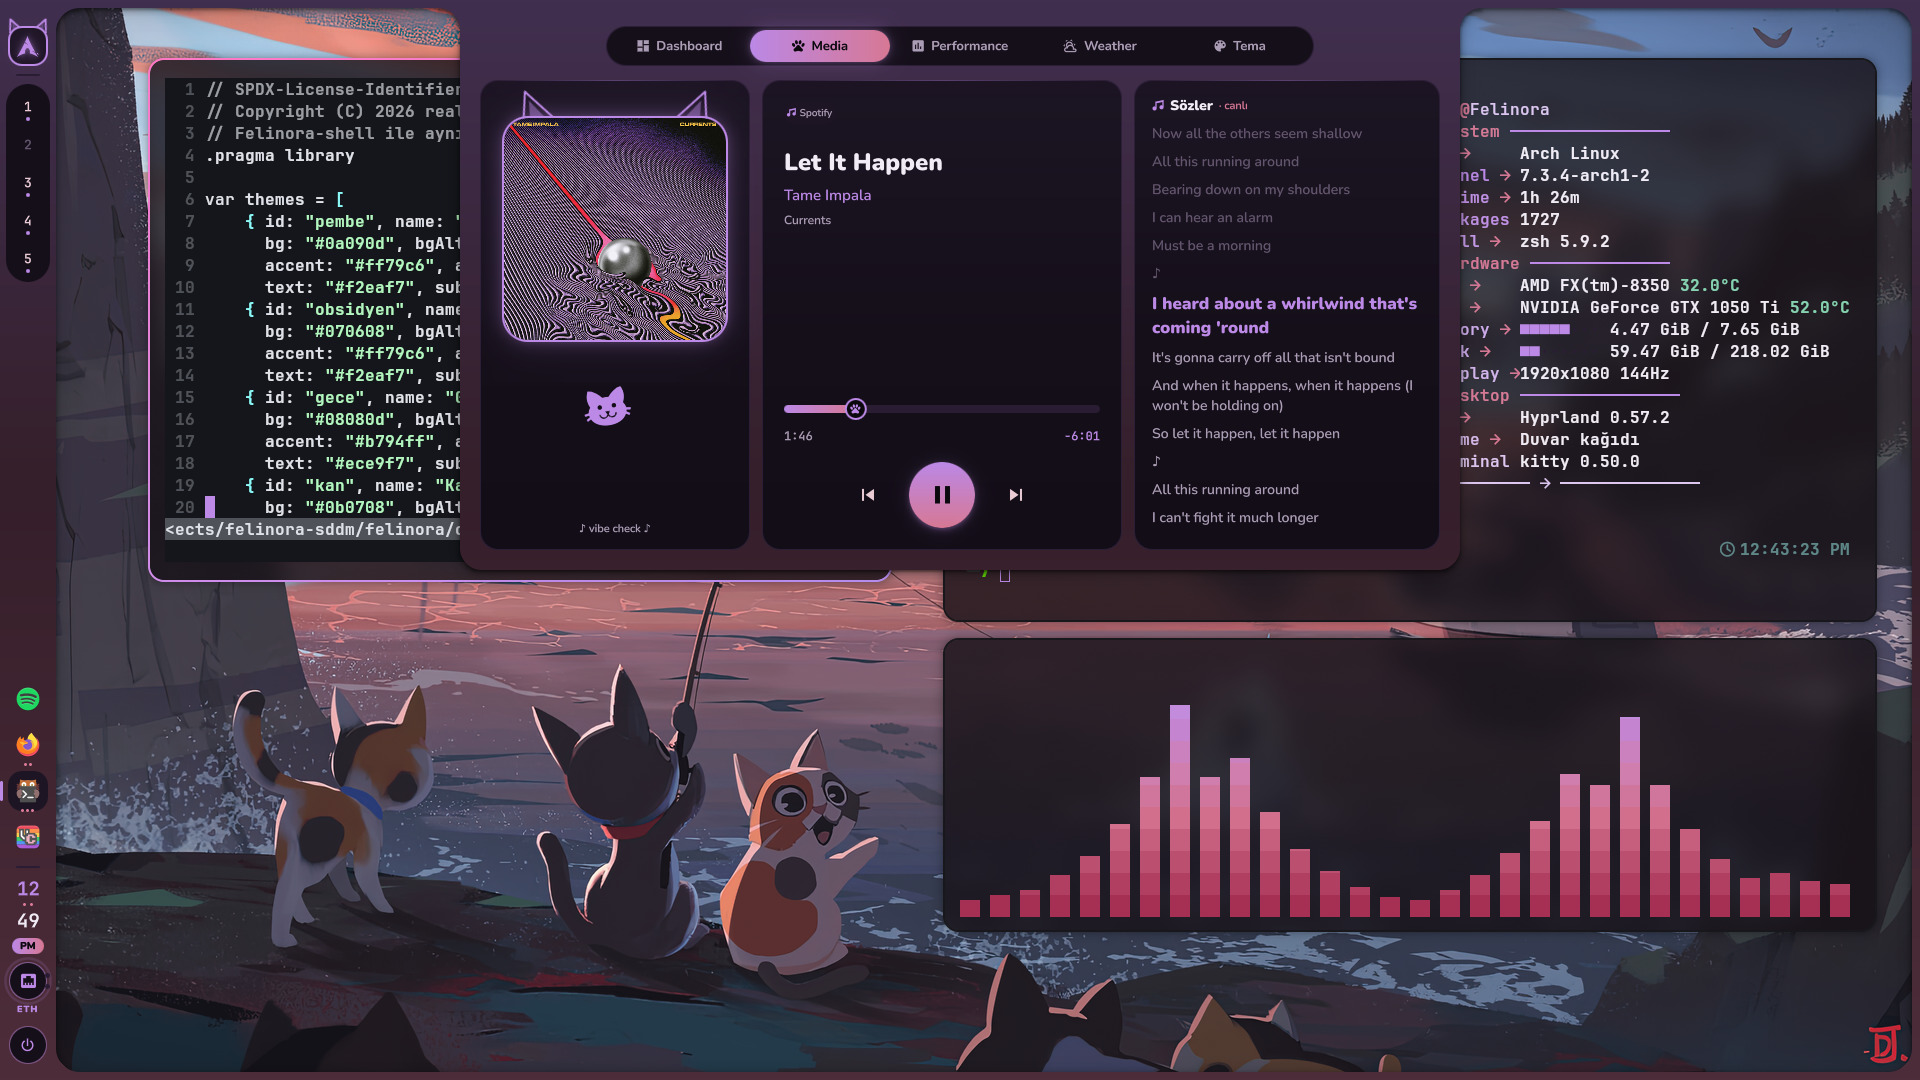 1
2
3
4
5
12
49
PM
ETH
1 // SPDX-License-Identifier
2 // Copyright (C) 2026 real
3 // Felinora-shell ile aynı
4 .pragma library
5
6 var themes = [
7 { id: "pembe", name: "
8 bg: "#0a090d", bgAlt
9 accent: "#ff79c6", a
10 text: "#f2eaf7", sub
11 { id: "obsidyen", name
12 bg: "#070608", bgAlt
13 accent: "#ff79c6", a
14 text: "#f2eaf7", sub
15 { id: "gece", name: "G
16 bg: "#08080d", bgAlt
17 accent: "#b794ff", a
18 text: "#ece9f7", sub
19 { id: "kan", name: "Ka
20 bg: "#0b0708", bgAlt
<ects/felinora-sddm/felinora/
Dashboard
Media
Performance
Weather
Tema
TAME IMPALA
CURRENTS
♪ vibe check ♪
Spotify
Let It Happen
Tame Impala
Currents
1:46
-6:01
Sözler · canlı
Now all the others seem shallow
All this running around
Bearing down on my shoulders
I can hear an alarm
Must be a morning
♪
I heard about a whirlwind that's
coming 'round
It's gonna carry off all that isn't bound
And when it happens, when it happens (I
won't be holding on)
So let it happen, let it happen
♪
All this running around
I can't fight it much longer
@Felinora
stem
→ Arch Linux
nel → 7.3.4-arch1-2
ime → 1h 26m
kages 1727
ll → zsh 5.9.2
rdware
→ AMD FX(tm)-8350 32.0°C
→ NVIDIA GeForce GTX 1050 Ti 52.0°C
ory → 4.47 GiB / 7.65 GiB
k → 59.47 GiB / 218.02 GiB
play → 1920x1080 144Hz
sktop
→ Hyprland 0.57.2
me → Duvar kağıdı
minal kitty 0.50.0
→
12:43:23 PM